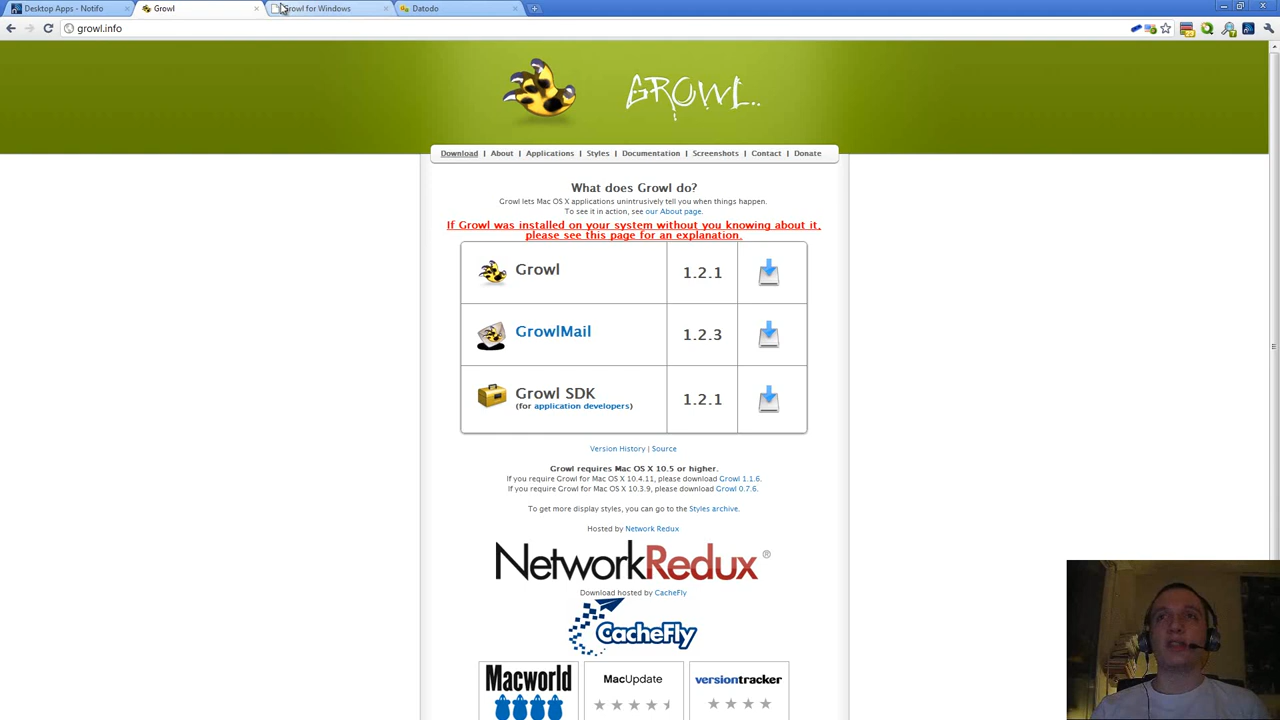 Desktop Apps - Notifo
Growl
Growl for Windows
Datodo
growl.info
GROWL..
Download | About | Applications | Styles | Documentation | Screenshots | Contact | Donate
What does Growl do?
Growl lets Mac OS X applications unintrusively tell you when things happen.
To see it in action, see our About page.
If Growl was installed on your system without you knowing about it,
please see this page for an explanation.
Growl 1.2.1
GrowlMail 1.2.3
Growl SDK 1.2.1
(for application developers)
Version History | Source
Growl requires Mac OS X 10.5 or higher.
If you require Growl for Mac OS X 10.4.11, please download Growl 1.1.6.
If you require Growl for Mac OS X 10.3.9, please download Growl 0.7.6.
To get more display styles, you can go to the Styles archive.
Hosted by Network Redux
NetworkRedux®
Download hosted by CacheFly
CacheFly
Macworld
MacUpdate
versiontracker